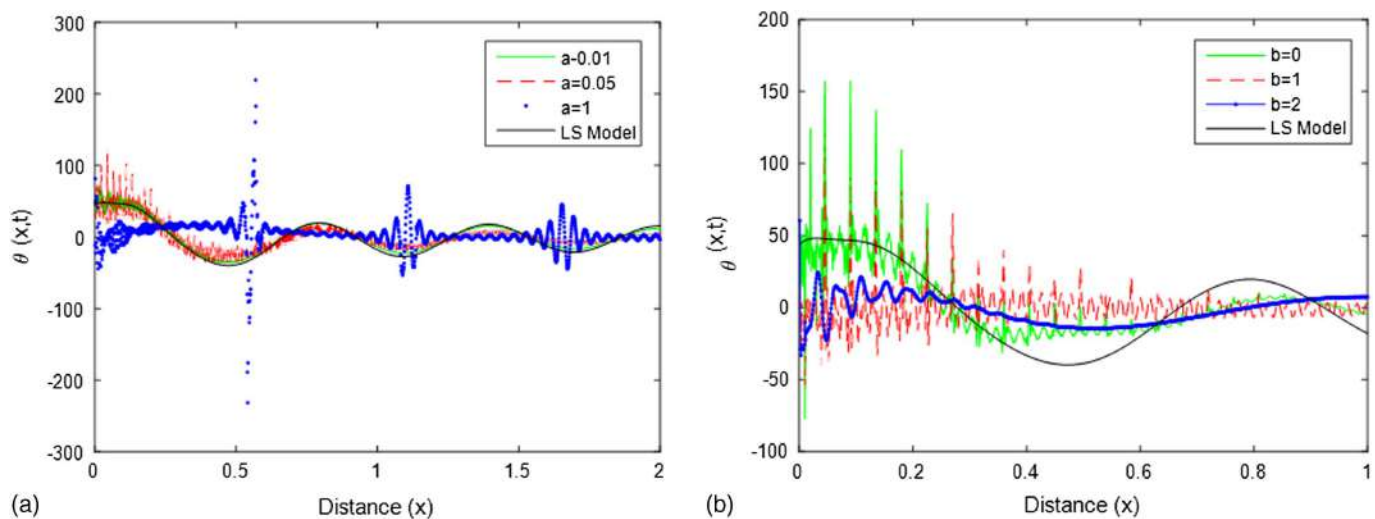 300
200
100
0
-100
-200
-300
θ (x,t)
a-0.01
a=0.05
a=1
LS Model
0
0.5
1
1.5
2
Distance (x)
(a)
200
150
100
50
0
-50
-100
θ (x,t)
b=0
b=1
b=2
LS Model
0
0.2
0.4
0.6
0.8
1
Distance (x)
(b)